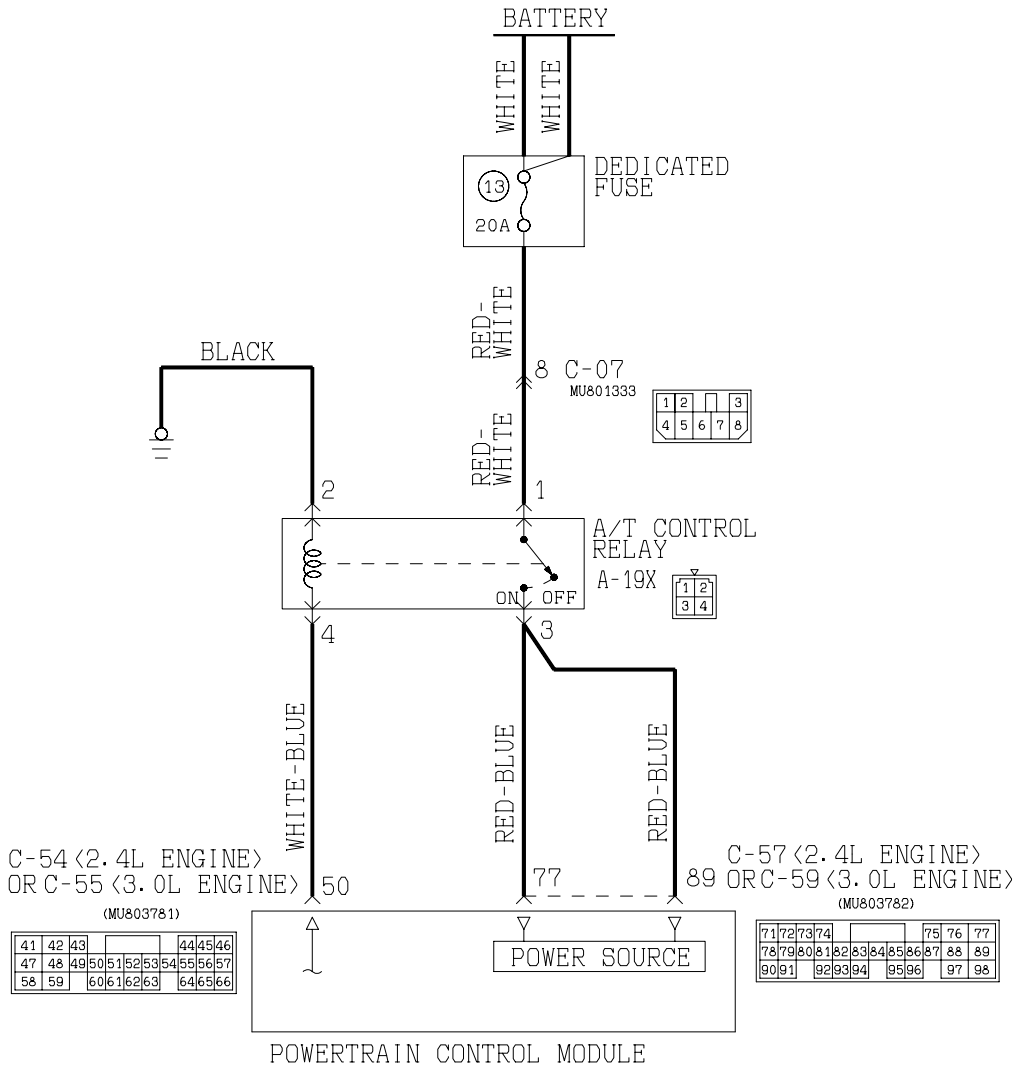 BATTERY
WHITE
WHITE
DEDICATED
FUSE
13
20A
RED-
WHITE
8 C-07
MU801333
1 2 3
4 5 6 7 8
BLACK
RED-
WHITE
2
1
A/T CONTROL
RELAY
A-19X
1 2
3 4
ON OFF
4
3
WHITE-BLUE
RED-BLUE
RED-BLUE
C-54<2.4L ENGINE>
OR C-55<3.0L ENGINE>
(MU803781)
50
77
89
C-57<2.4L ENGINE>
OR C-59<3.0L ENGINE>
(MU803782)
41 42 43 44 45 46
47 48 49 50 51 52 53 54 55 56 57
58 59 60 61 62 63 64 65 66
POWER SOURCE
71 72 73 74 75 76 77
78 79 80 81 82 83 84 85 86 87 88 89
90 91 92 93 94 95 96 97 98
POWERTRAIN CONTROL MODULE